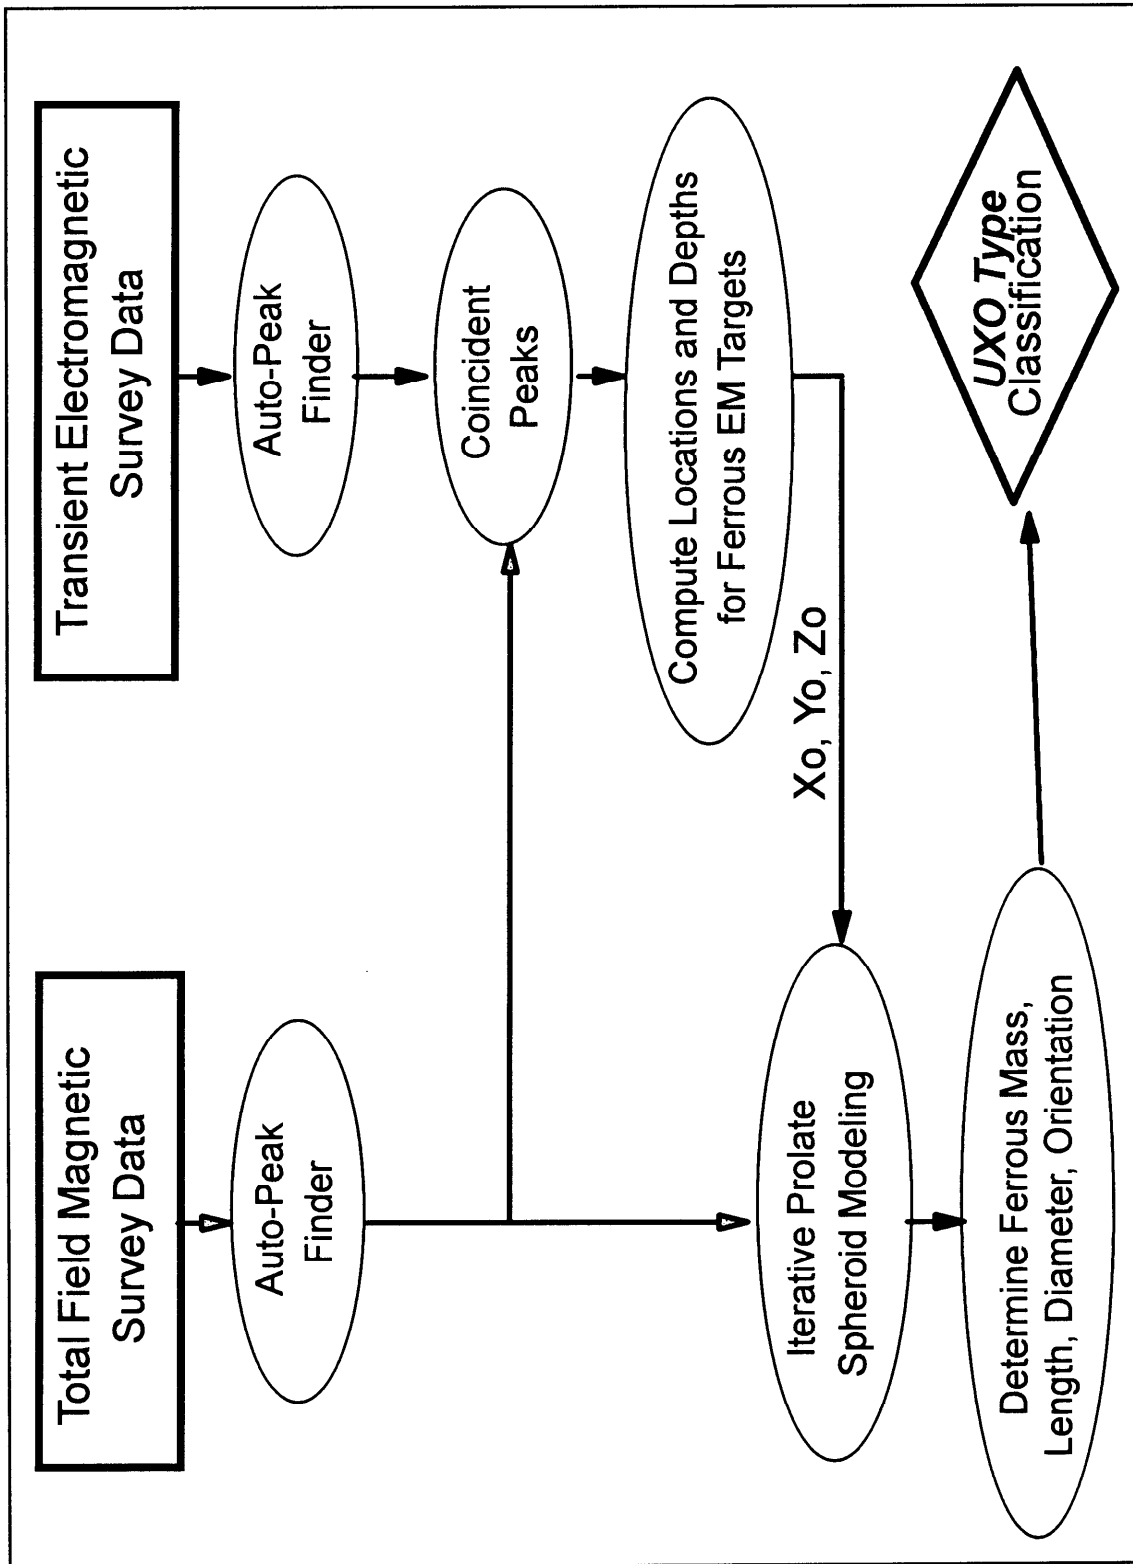 Total Field Magnetic
Survey Data
Transient Electromagnetic
Survey Data
Auto-Peak
Finder
Auto-Peak
Finder
Coincident
Peaks
Compute Locations and Depths
for Ferrous EM Targets
Xo, Yo, Zo
Iterative Prolate
Spheroid Modeling
Determine Ferrous Mass,
Length, Diameter, Orientation
UXO Type
Classification